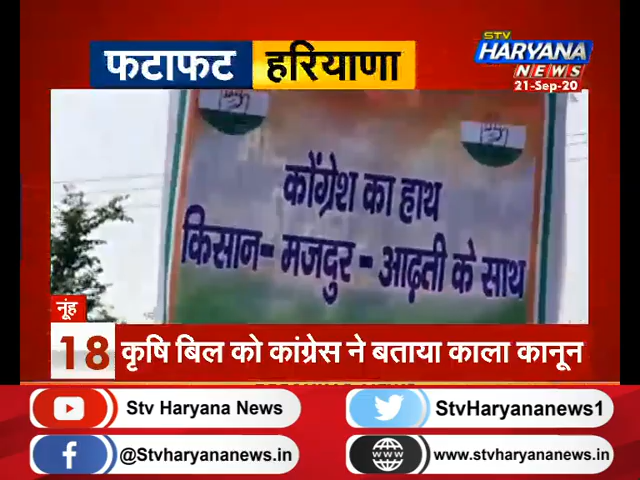 फटाफट हरियाणा
STV
HARYANA
NEWS
21-Sep-20
कोंग्रेश का हाथ
किसान- मजदुर - आढ़ती के साथ
नूंह
18 कृषि बिल को कांग्रेस ने बताया काला कानून
Stv Haryana News
StvHaryananews1
@Stvharyananews.in
www.stvharyananews.in